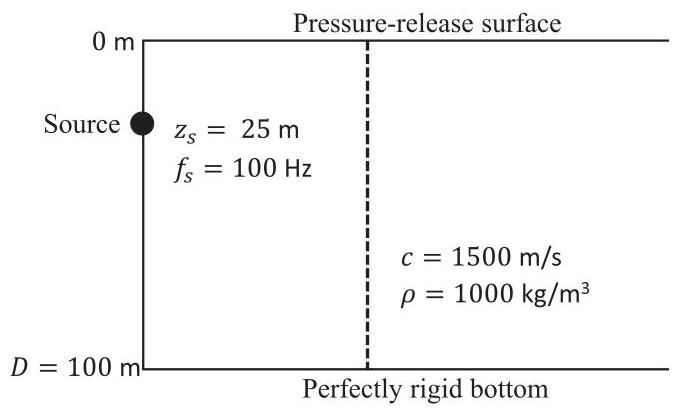 Pressure-release surface
0 m
Source
z_s = 25 m
f_s = 100 Hz
c = 1500 m/s
ρ = 1000 kg/m³
D = 100 m
Perfectly rigid bottom